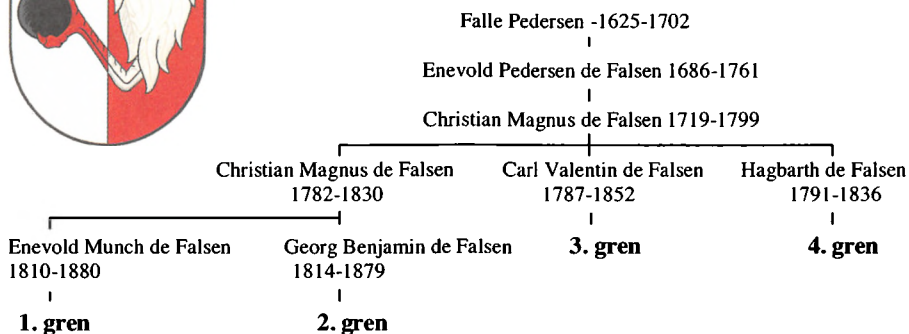 Falle Pedersen -1625-1702
Enevold Pedersen de Falsen 1686-1761
Christian Magnus de Falsen 1719-1799
Christian Magnus de Falsen
1782-1830
Carl Valentin de Falsen
1787-1852
Hagbarth de Falsen
1791-1836
Enevold Munch de Falsen
1810-1880
Georg Benjamin de Falsen
1814-1879
3. gren
4. gren
1. gren
2. gren